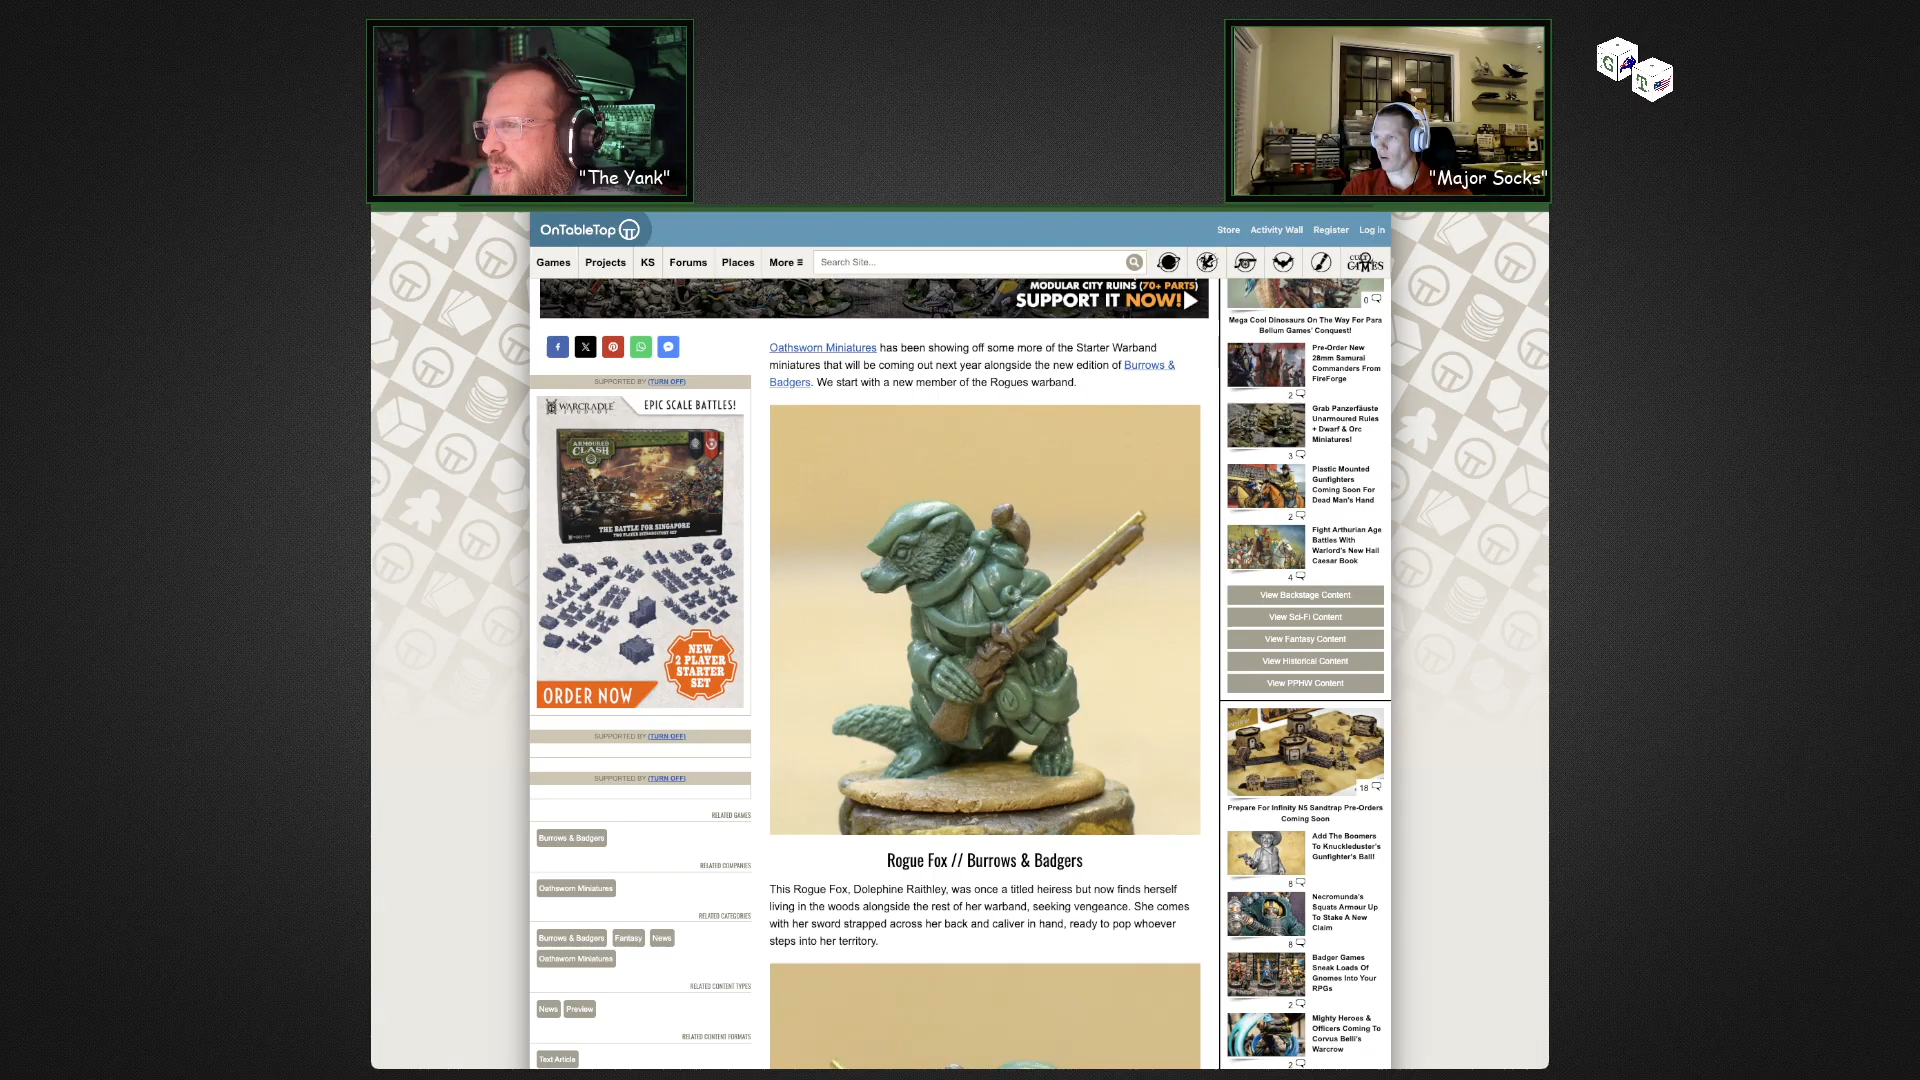 "The Yank"
"Major Socks"
G
T
OnTableTop
Store Activity Wall Register Log in
Games Projects KS Forums Places More
Search Site...
CULT OF GAMES
MODULAR CITY RUINS (70+ PARTS)
SUPPORT IT NOW!
Oathsworn Miniatures has been showing off some more of the Starter Warband
miniatures that will be coming out next year alongside the new edition of Burrows &
Badgers. We start with a new member of the Rogues warband.
SUPPORTED BY (TURN OFF)
WARCRADLE
STUDIOS
EPIC SCALE BATTLES!
ARMOURED
CLASH
THE BATTLE FOR SINGAPORE
TWO PLAYER INTRODUCTORY SET
NEW
2 PLAYER
STARTER
SET
ORDER NOW
SUPPORTED BY (TURN OFF)
SUPPORTED BY (TURN OFF)
RELATED GAMES
Burrows & Badgers
RELATED COMPANIES
Oathsworn Miniatures
RELATED CATEGORIES
Burrows & Badgers Fantasy News
Oathsworn Miniatures
RELATED CONTENT TYPES
News Preview
RELATED CONTENT FORMATS
Text Article
Rogue Fox // Burrows & Badgers
This Rogue Fox, Dolephine Raithley, was once a titled heiress but now finds herself
living in the woods alongside the rest of her warband, seeking vengeance. She comes
with her sword strapped across her back and caliver in hand, ready to pop whoever
steps into her territory.
0
Mega Cool Dinosaurs On The Way For Para
Bellum Games' Conquest!
Pre-Order New
28mm Samurai
Commanders From
FireForge
2
Grab Panzerfäuste
Unarmoured Rules
+ Dwarf & Orc
Miniatures!
3
Plastic Mounted
Gunfighters
Coming Soon For
Dead Man's Hand
2
Fight Arthurian Age
Battles With
Warlord's New Hail
Caesar Book
4
View Backstage Content
View Sci-Fi Content
View Fantasy Content
View Historical Content
View PPHW Content
18
Prepare For Infinity N5 Sandtrap Pre-Orders
Coming Soon
Add The Boomers
To Knuckleduster's
Gunfighter's Ball!
8
Necromunda's
Squats Armour Up
To Stake A New
Claim
8
Badger Games
Sneak Loads Of
Gnomes Into Your
RPGs
2
Mighty Heroes &
Officers Coming To
Corvus Belli's
Warcrow
2